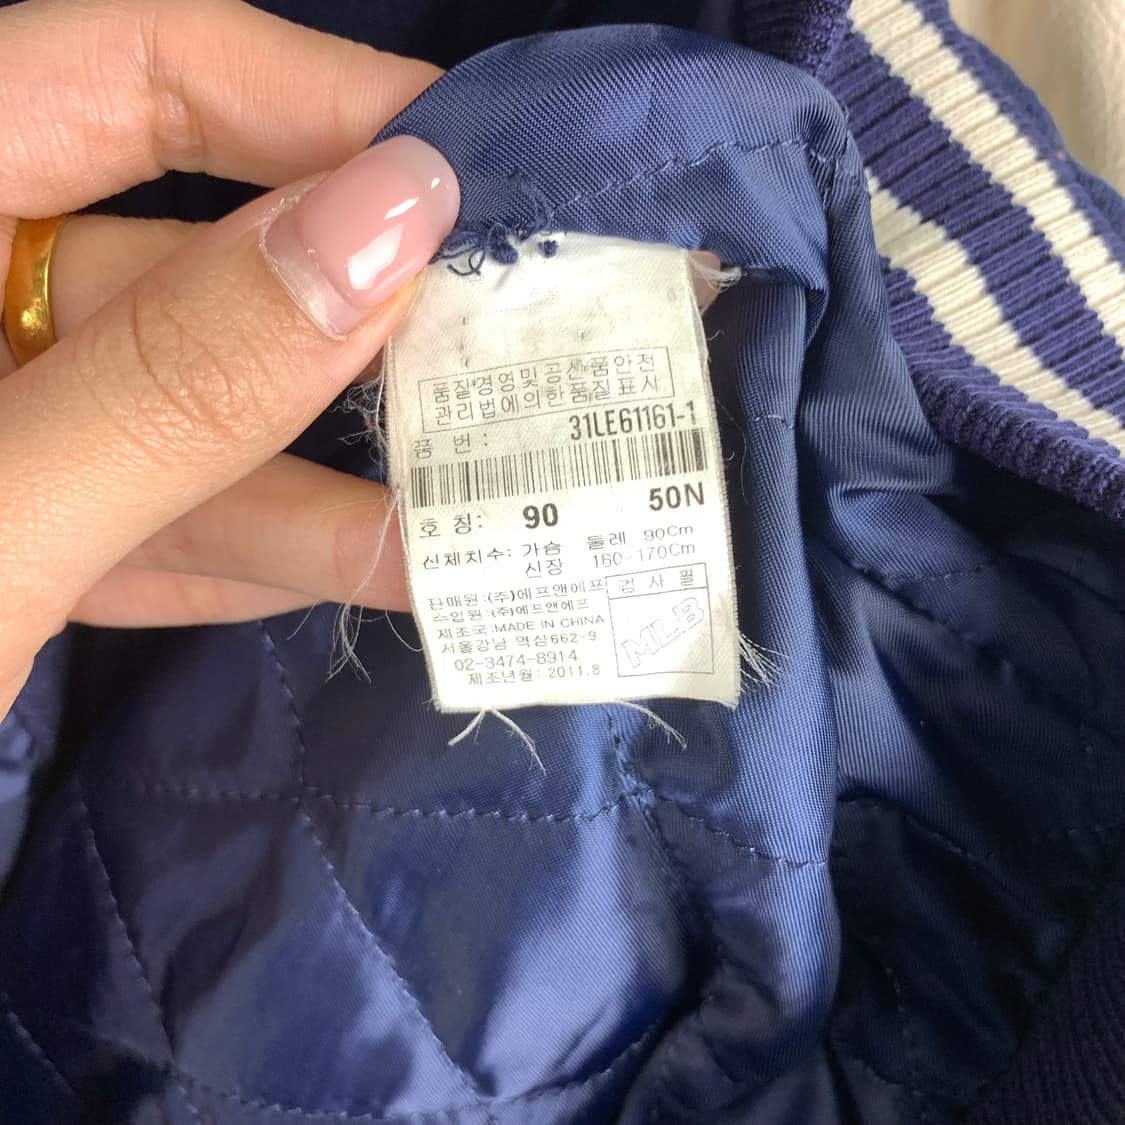 품질경영및공산품안전
관리법에의한품질표시
품 번: 31LE61161-1
호 칭: 90 50N
신체치수: 가슴 둘레 90Cm
신장 160-170Cm
판매원:(주)에프앤에프
수입원:(주)에프앤에프
제조국:MADE IN CHINA
서울강남 역삼662-9
02-3474-8914
제조년월: 2011.8
검 사 필
MLB